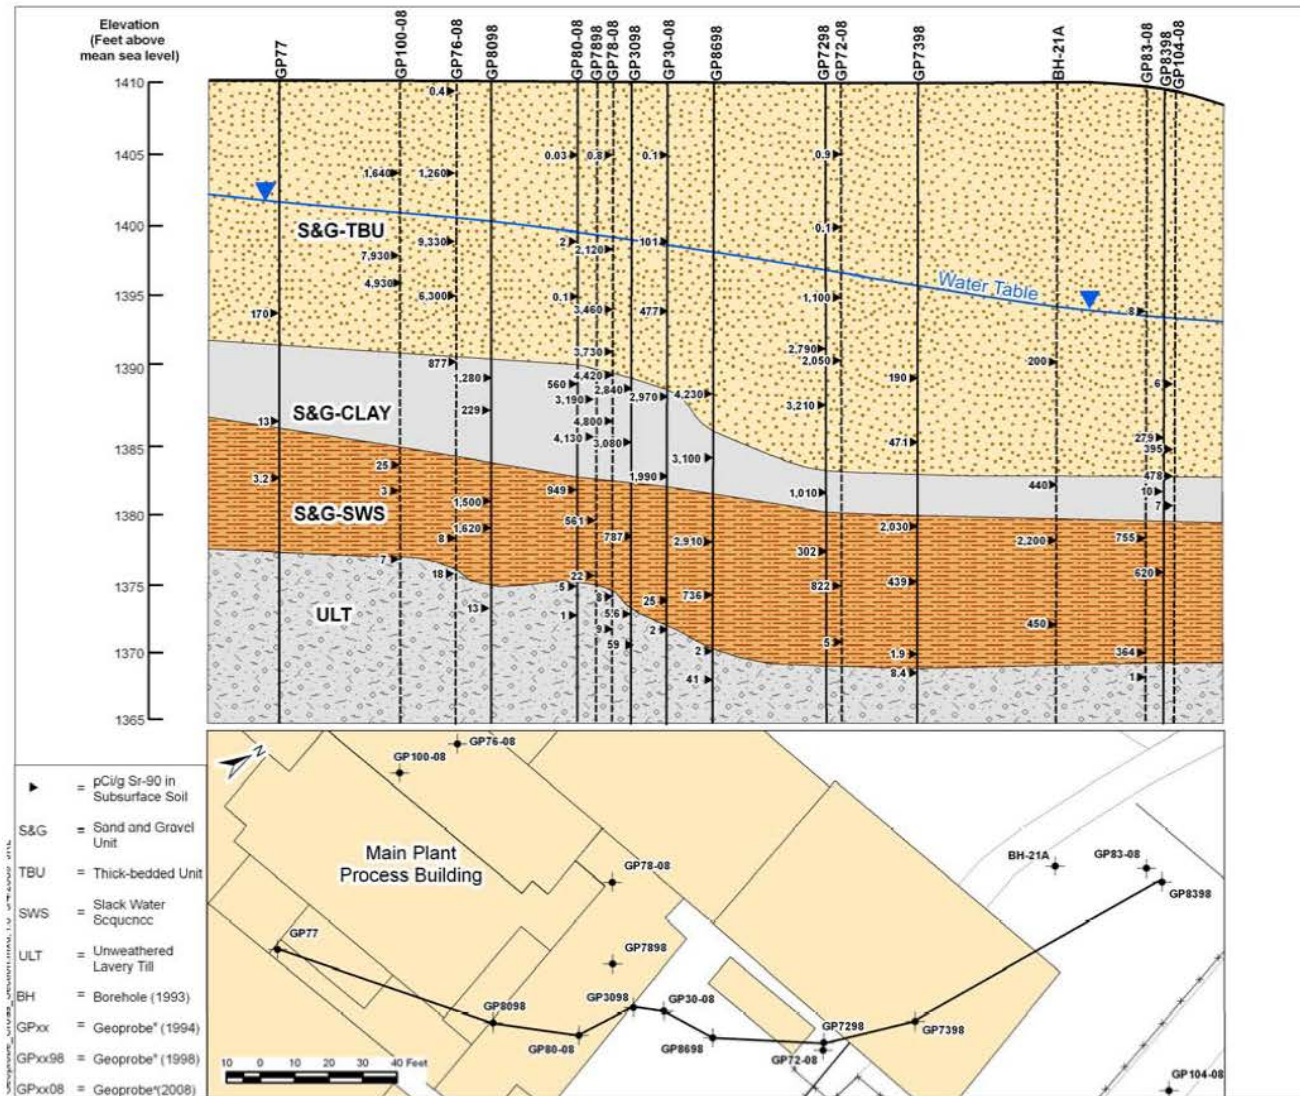 Elevation
(Feet above
mean sea level)
GP77
GP100-08
GP76-08
GP8098
GP80-08
GP7898
GP78-08
GP3098
GP30-08
GP8698
GP7298
GP72-08
GP7398
BH-21A
GP83-08
GP8398
GP104-08
1410
0.4
1405
0.03
0.8
0.1
0.9
1,640
1,260
1400
S&G-TBU
0.1
9,330
2
2,120
101
7,930
4,930
1395
6,300
0.1
3,460
477
1,100
Water Table
8
170
3,730
2,790
2,050
200
1390
877
1,280
4,420
560
2,840
2,970
4,230
190
6
3,190
3,210
S&G-CLAY
229
13
4,800
4,130
3,080
471
279
395
1385
25
3,100
1,990
478
3.2
440
3
949
1,010
10
7
1380
S&G-SWS
1,500
561
1,620
2,030
8
787
2,910
2,200
755
302
7
620
1375
18
22
5
439
822
8
25
736
13
1
5.6
ULT
9
2
450
59
5
1370
2
1.9
364
8.4
41
1
1365
N
GP76-08
GP100-08
Main Plant
Process Building
GP78-08
BH-21A
GP83-08
GP8398
GP77
GP7898
GP8098
GP3098
GP30-08
GP80-08
GP8698
GP7298
GP72-08
GP7398
GP104-08
10 0 10 20 30 40 Feet
= pCi/g Sr-90 in
Subsurface Soil
S&G = Sand and Gravel
Unit
TBU = Thick-bedded Unit
SWS = Slack Water
Sequence
ULT = Unweathered
Lavery Till
BH = Borehole (1993)
GPxx = Geoprobe* (1994)
GPxx98 = Geoprobe* (1998)
GPxx08 = Geoprobe*(2008)